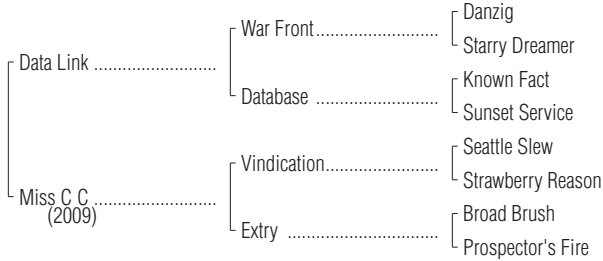 Danzig
War Front.....................
Starry Dreamer
Data Link .....................
Known Fact
Database .....................
Sunset Service
Seattle Slew
Vindication...................
Strawberry Reason
Miss C C .....................
(2009)
Broad Brush
Extry ..........................
Prospector's Fire